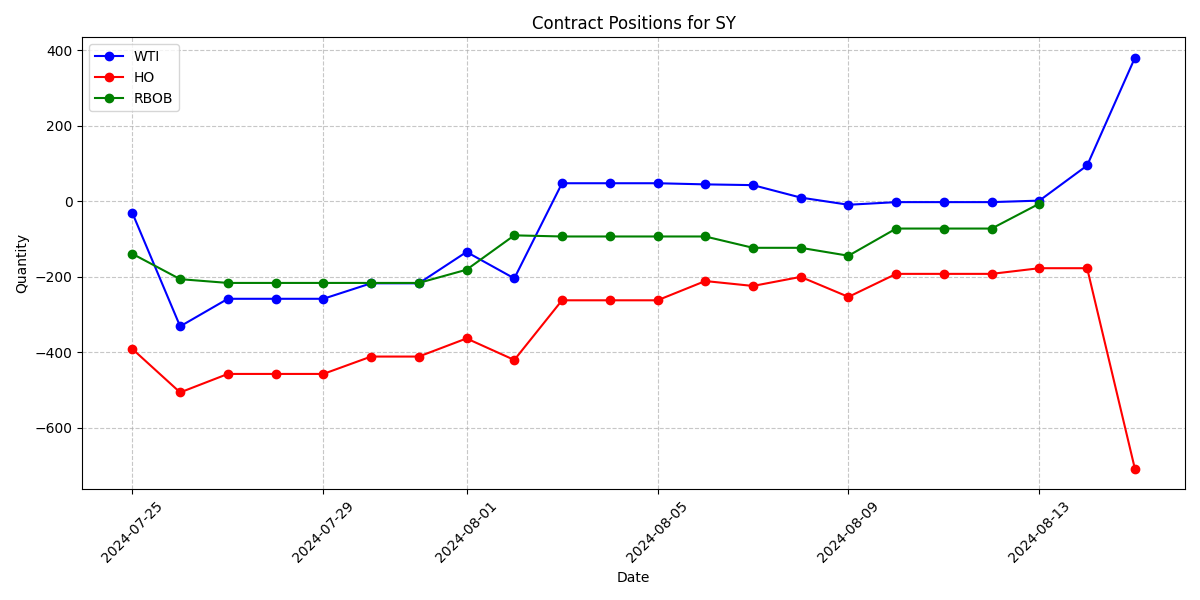 Contract Positions for SY
WTI
HO
RBOB
400
200
0
−200
−400
−600
Quantity
2024-07-25
2024-07-29
2024-08-01
2024-08-05
2024-08-09
2024-08-13
Date